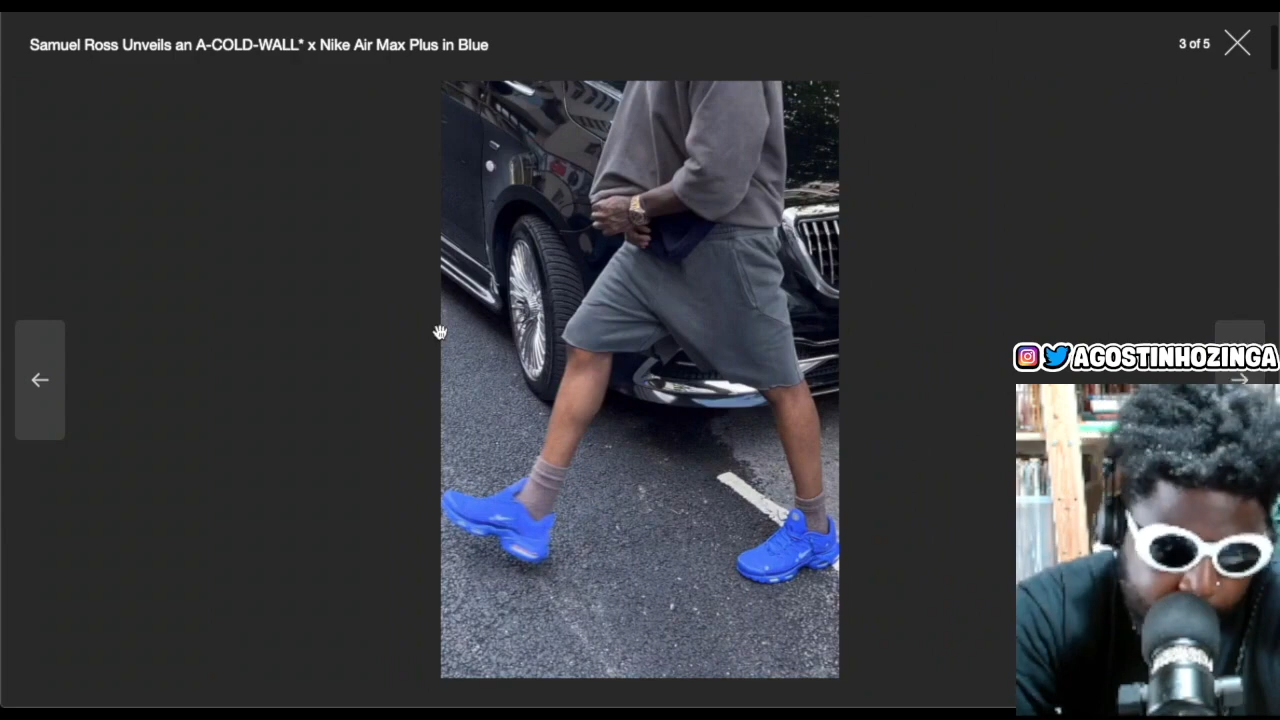 Samuel Ross Unveils an A-COLD-WALL* x Nike Air Max Plus in Blue
3 of 5
AGOSTINHOZINGA